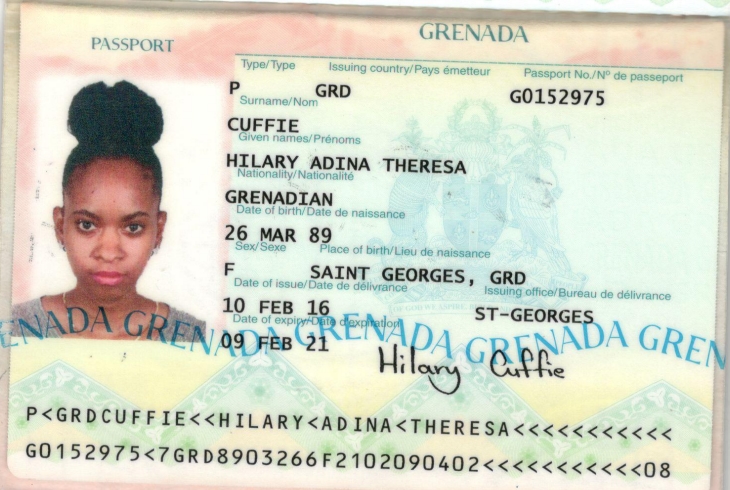 GRENADA
PASSPORT
Type/Type Issuing country/Pays émetteur Passport No./Nº de passeport
P GRD G0152975
Surname/Nom
CUFFIE
Given names/Prénoms
HILARY ADINA THERESA
Nationality/Nationalité
GRENADIAN
Date of birth/Date de naissance
26 MAR 89
Sex/Sexe Place of birth/Lieu de naissance
F SAINT GEORGES, GRD
Date of issue/Date de délivrance Issuing office/Bureau de délivrance
10 FEB 16 ST-GEORGES
Date of expiry/Date d'expiration
09 FEB 21
Hilary Cuffie
ENADA GRENADA GRENADA GRENADA GREN
P<GRDCUFFIE<<HILARY<ADINA<THERESA<<<<<<<<<<<
G0152975<7GRD8903266F2102090402<<<<<<<<<<<08